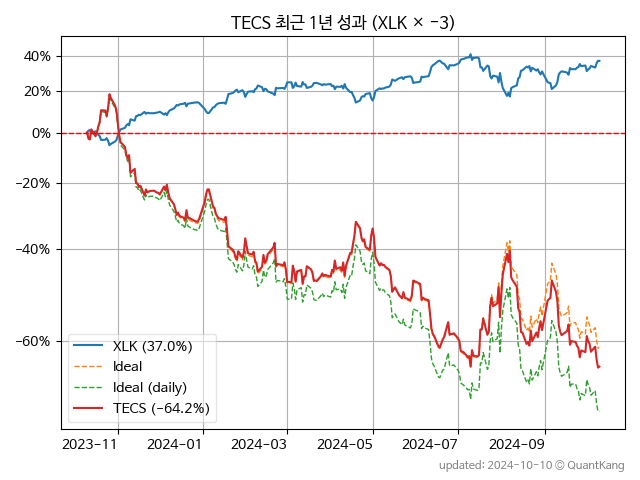 TECS 최근 1년 성과 (XLK × −3)
40%
20%
0%
−20%
−40%
−60%
XLK (37.0%)
Ideal
Ideal (daily)
TECS (−64.2%)
2023-11
2024-01
2024-03
2024-05
2024-07
2024-09
updated: 2024-10-10 © QuantKang